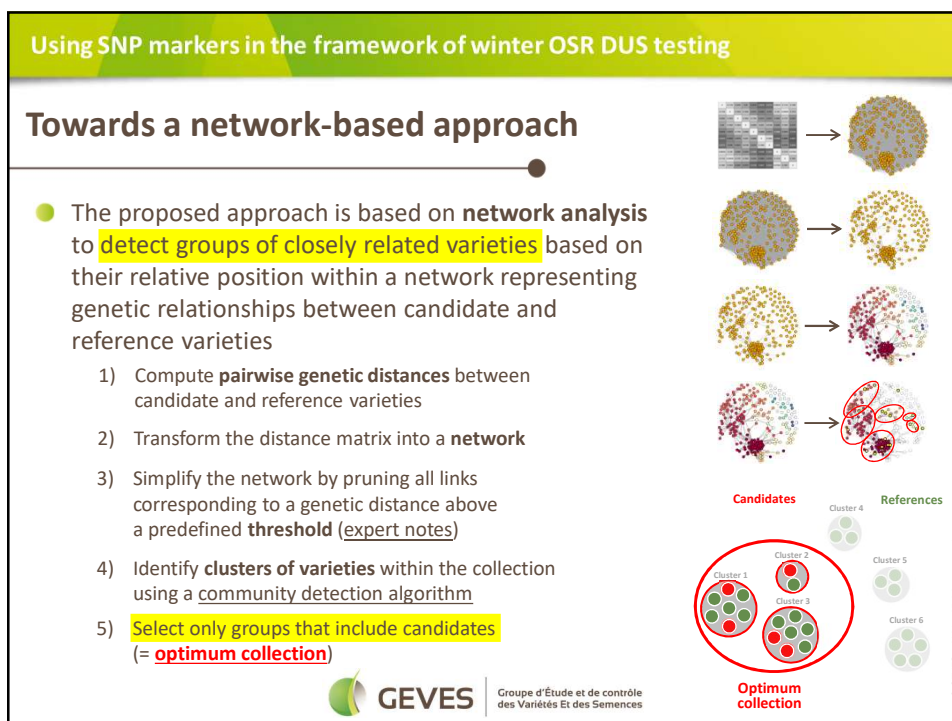 Using SNP markers in the framework of winter OSR DUS testing
Towards a network-based approach
The proposed approach is based on network analysis
to detect groups of closely related varieties based on
their relative position within a network representing
genetic relationships between candidate and
reference varieties
1) Compute pairwise genetic distances between
candidate and reference varieties
2) Transform the distance matrix into a network
3) Simplify the network by pruning all links
corresponding to a genetic distance above
a predefined threshold (expert notes)
4) Identify clusters of varieties within the collection
using a community detection algorithm
5) Select only groups that include candidates
(= optimum collection)
Candidates
References
Cluster 4
Cluster 2
Cluster 1
Cluster 5
Cluster 3
Cluster 6
Optimum
collection
GEVES
Groupe d'Étude et de contrôle
des Variétés Et des Semences